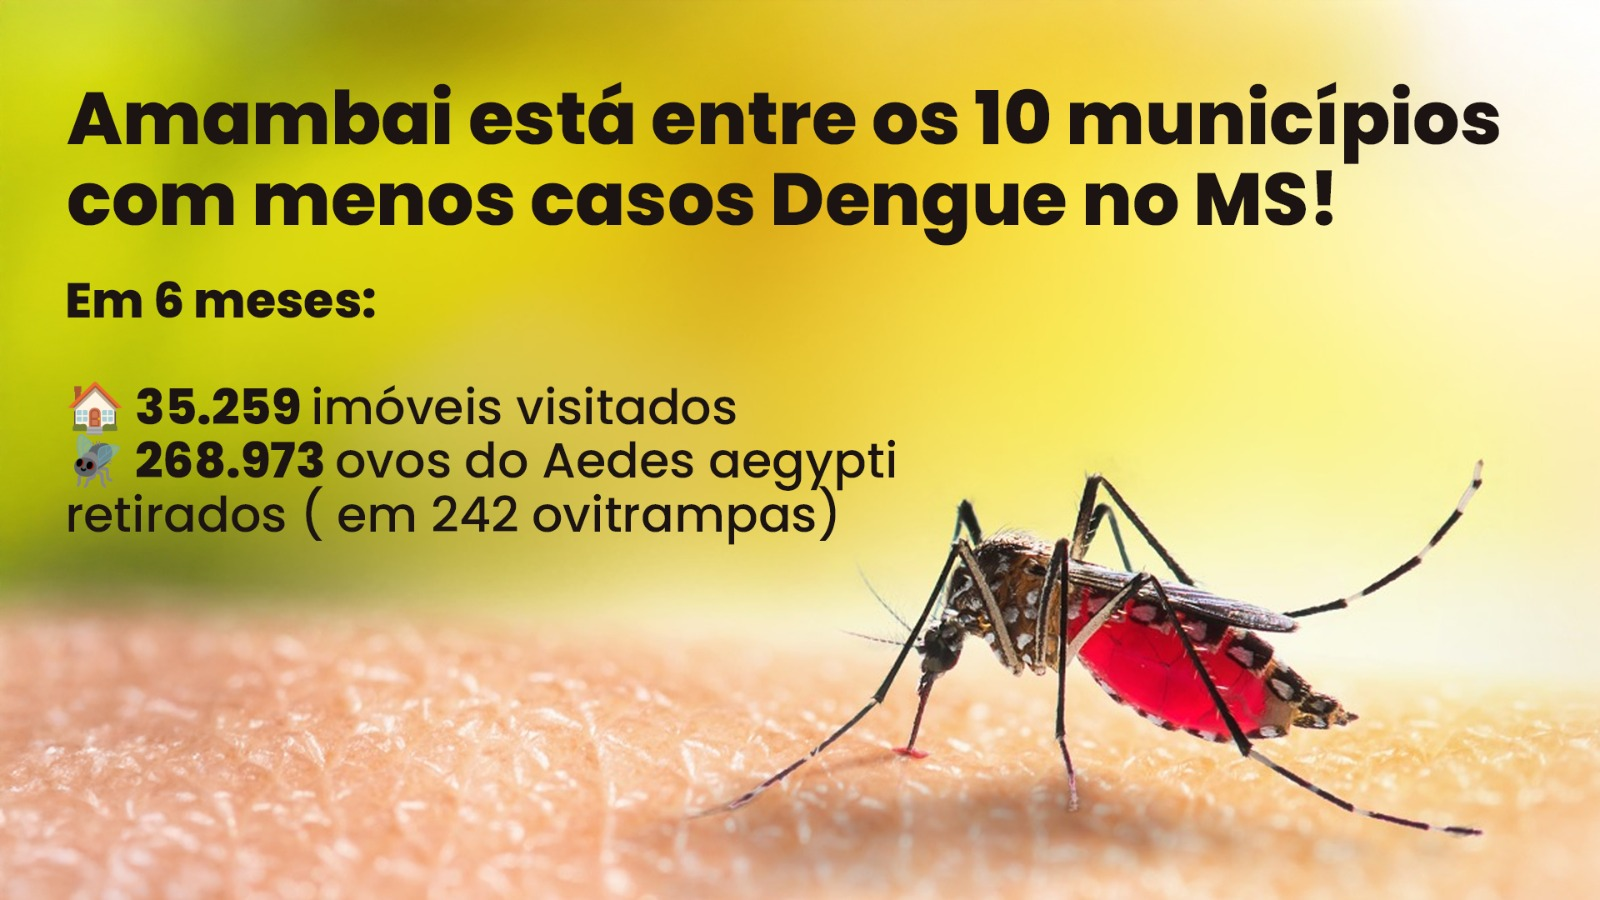 Amambai está entre os 10 municípios
com menos casos Dengue no MS!
Em 6 meses:
🏠 35.259 imóveis visitados
🪰 268.973 ovos do Aedes aegypti
retirados ( em 242 ovitrampas)